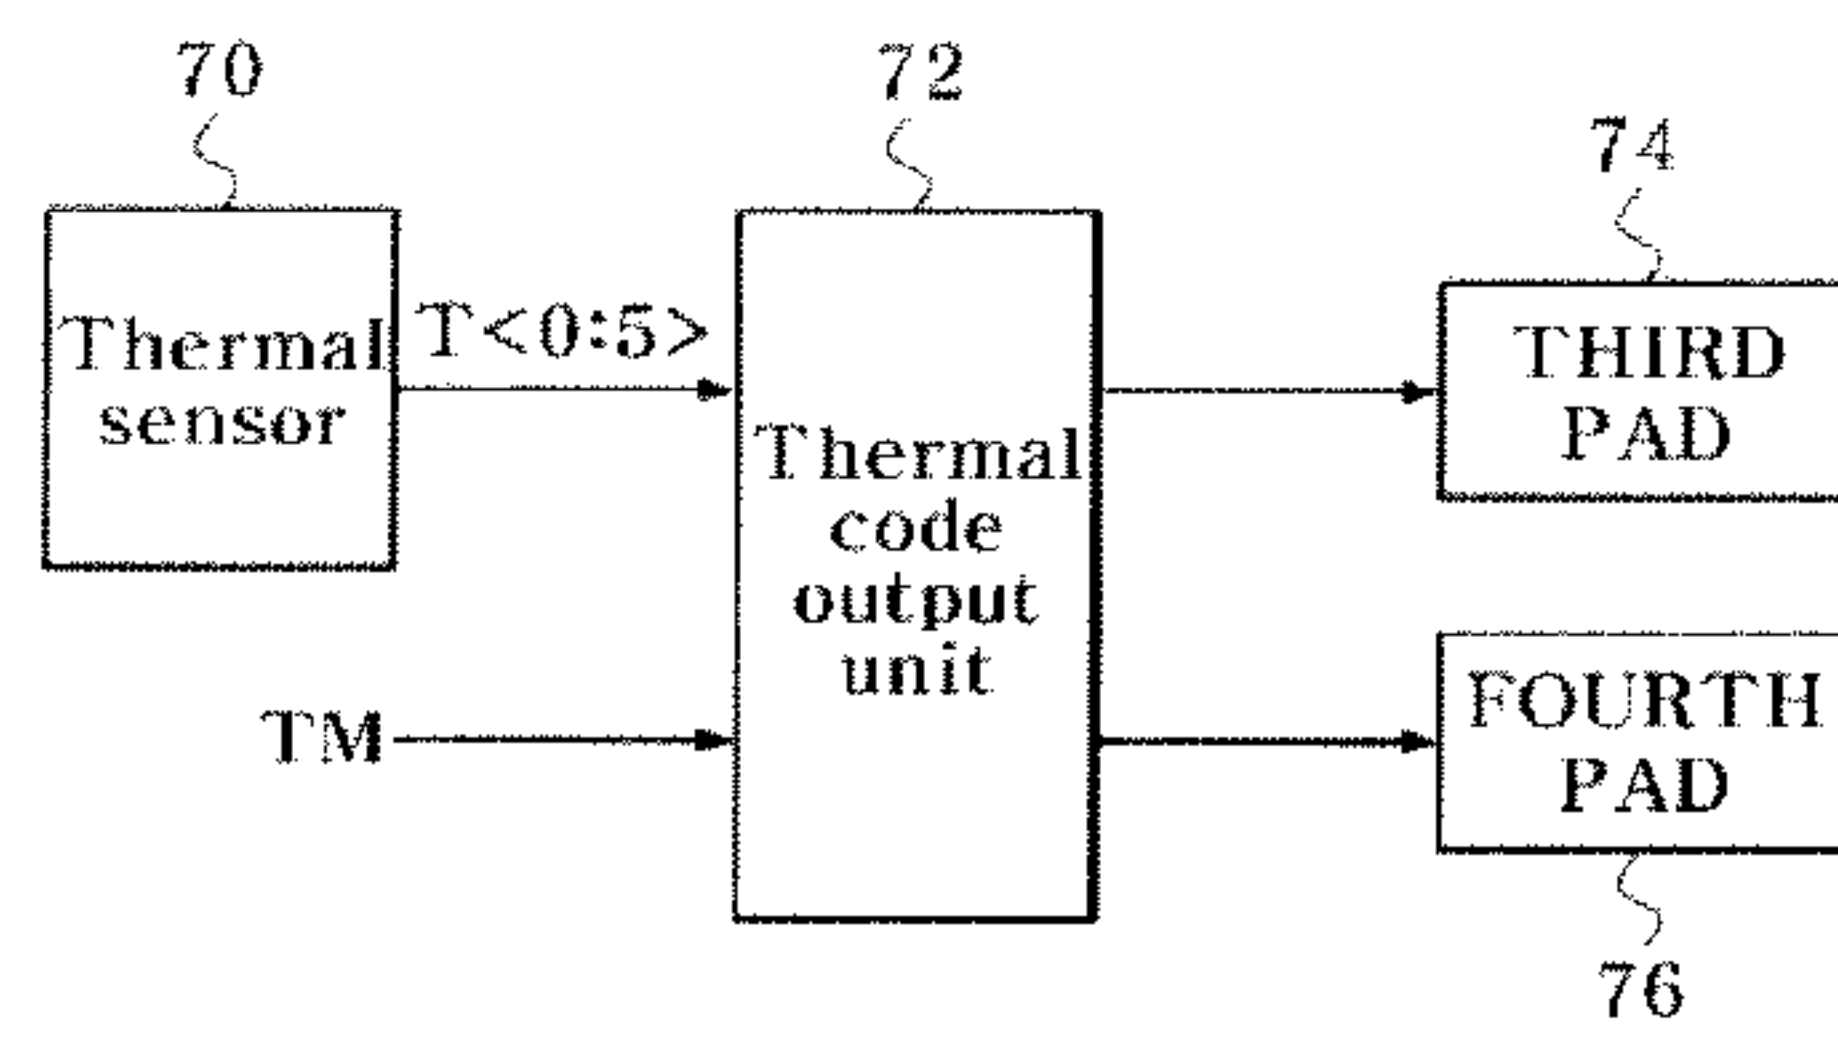 70
72
74
Thermal
sensor
T<0:5>
Thermal
code
output
unit
TM
THIRD
PAD
FOURTH
PAD
76